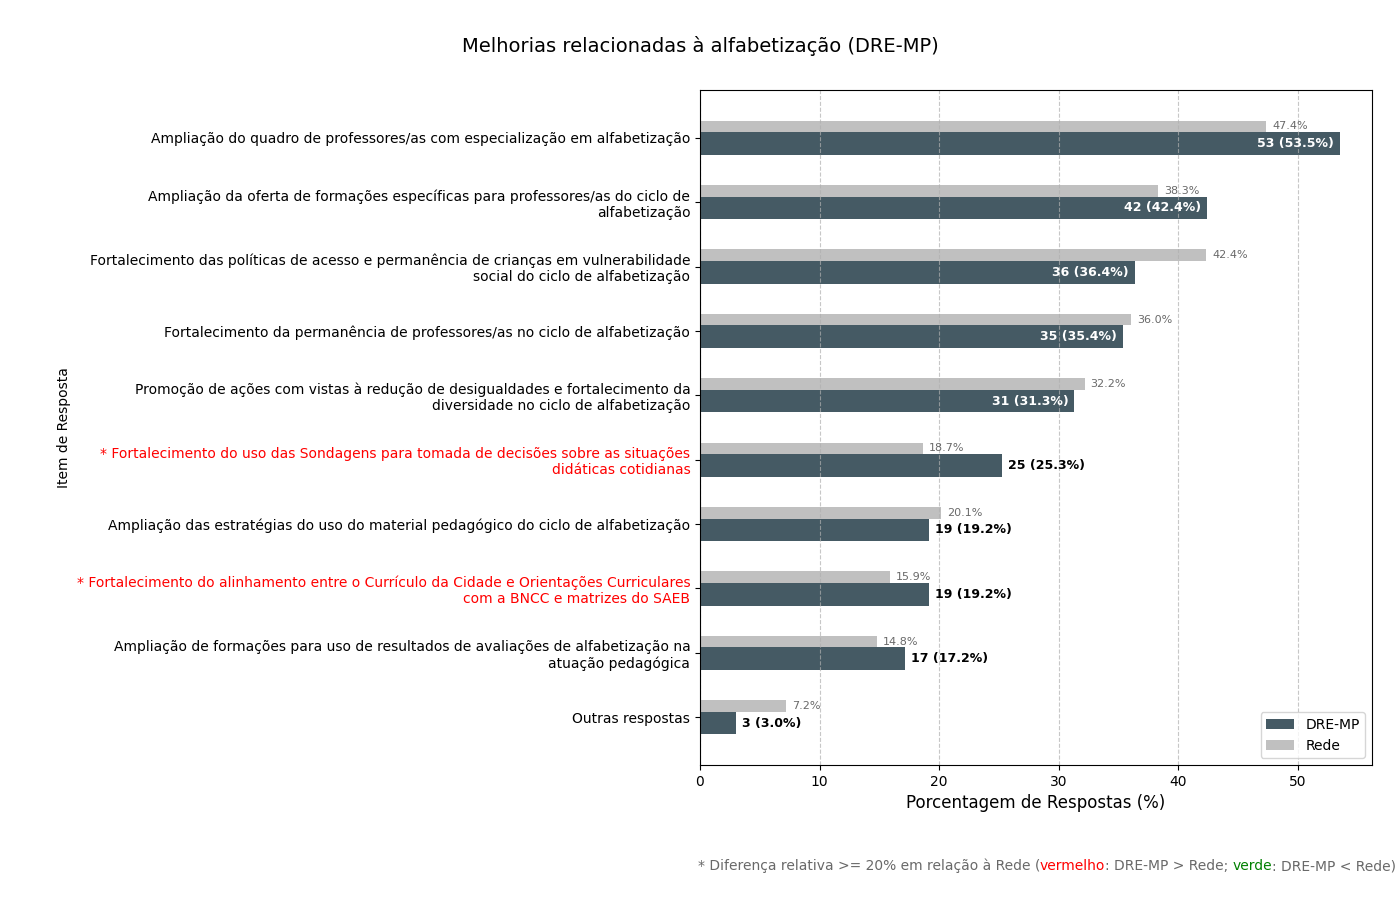 Melhorias relacionadas à alfabetização (DRE-MP)
Item de Resposta
Ampliação do quadro de professores/as com especialização em alfabetização
47.4%
53 (53.5%)
Ampliação da oferta de formações específicas para professores/as do ciclo de
alfabetização
38.3%
42 (42.4%)
Fortalecimento das políticas de acesso e permanência de crianças em vulnerabilidade
social do ciclo de alfabetização
42.4%
36 (36.4%)
Fortalecimento da permanência de professores/as no ciclo de alfabetização
36.0%
35 (35.4%)
Promoção de ações com vistas à redução de desigualdades e fortalecimento da
diversidade no ciclo de alfabetização
32.2%
31 (31.3%)
* Fortalecimento do uso das Sondagens para tomada de decisões sobre as situações
didáticas cotidianas
18.7%
25 (25.3%)
Ampliação das estratégias do uso do material pedagógico do ciclo de alfabetização
20.1%
19 (19.2%)
* Fortalecimento do alinhamento entre o Currículo da Cidade e Orientações Curriculares
com a BNCC e matrizes do SAEB
15.9%
19 (19.2%)
Ampliação de formações para uso de resultados de avaliações de alfabetização na
atuação pedagógica
14.8%
17 (17.2%)
Outras respostas
7.2%
3 (3.0%)
DRE-MP
Rede
0 10 20 30 40 50
Porcentagem de Respostas (%)
* Diferença relativa >= 20% em relação à Rede (vermelho: DRE-MP > Rede; verde: DRE-MP < Rede)